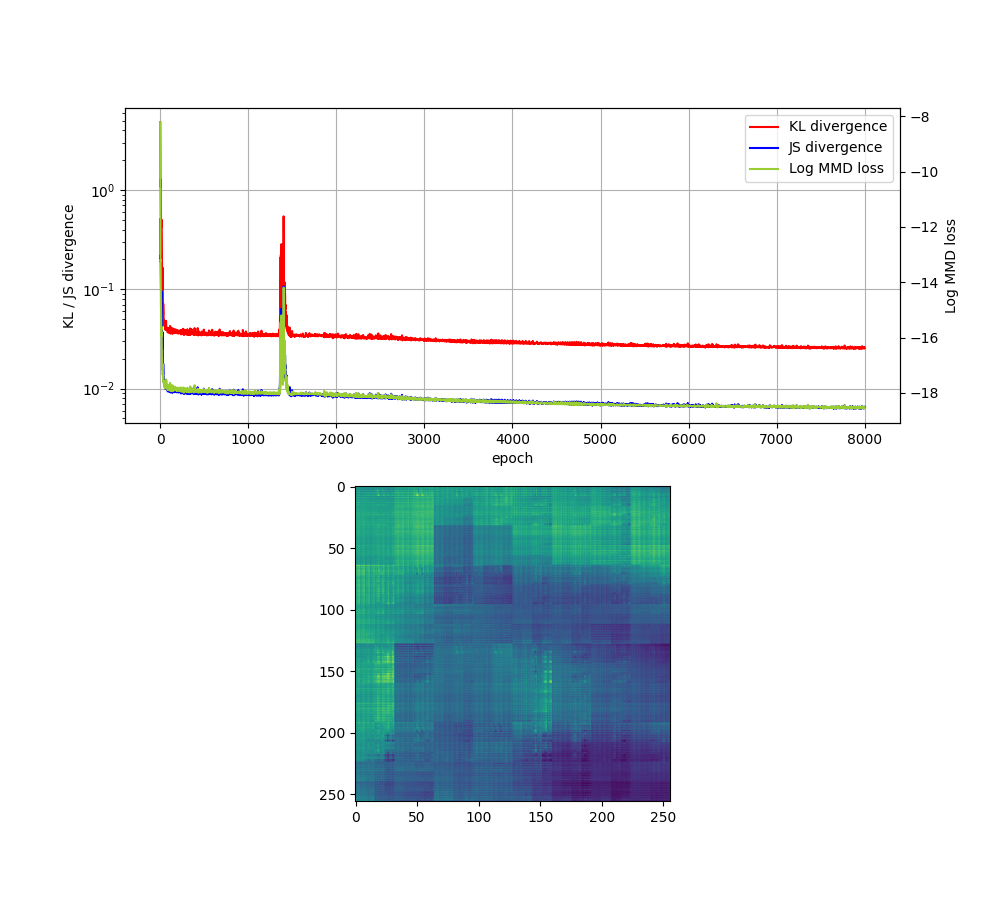 KL divergence
JS divergence
Log MMD loss
10⁰
10⁻¹
10⁻²
KL / JS divergence
−8
−10
−12
−14
−16
−18
Log MMD loss
0 1000 2000 3000 4000 5000 6000 7000 8000
epoch
0
50
100
150
200
250
0 50 100 150 200 250